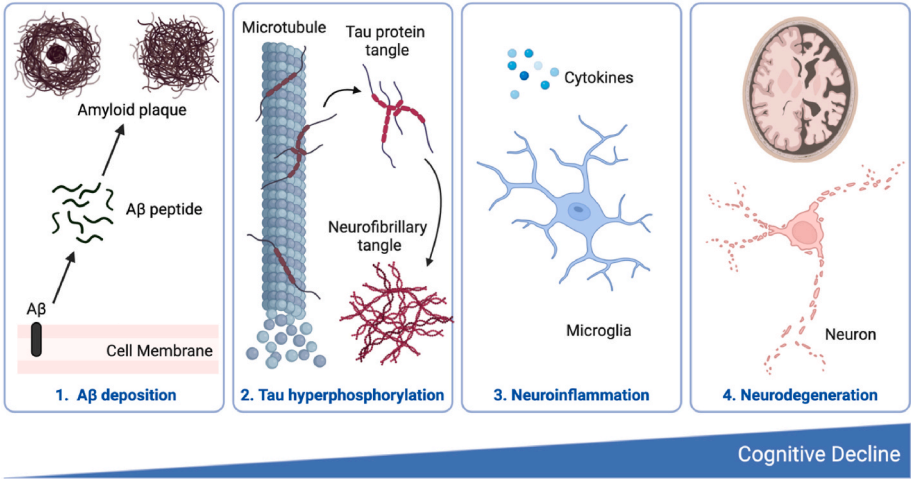 Amyloid plaque
Aβ peptide
Aβ
Cell Membrane
1. Aβ deposition
Microtubule
Tau protein
tangle
Neurofibrillary
tangle
2. Tau hyperphosphorylation
Cytokines
Microglia
3. Neuroinflammation
Neuron
4. Neurodegeneration
Cognitive Decline